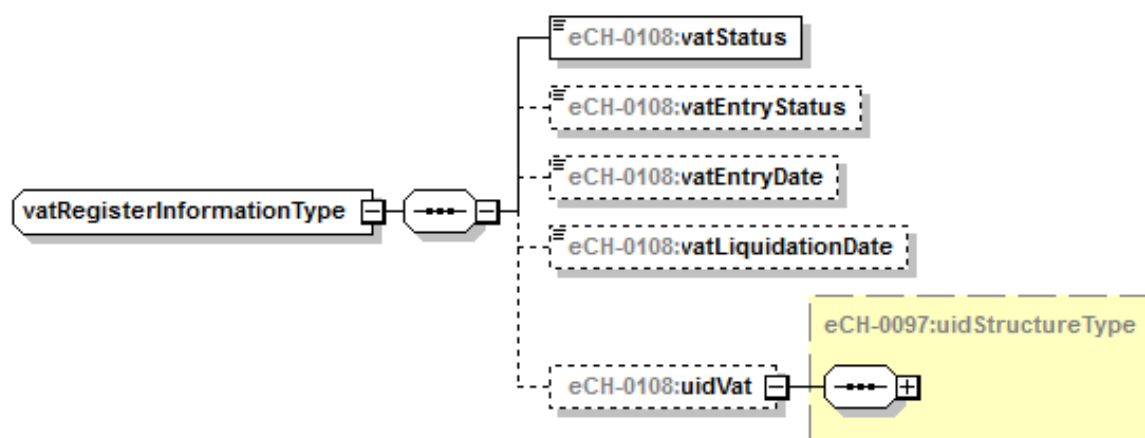 eCH-0108:vatStatus
eCH-0108:vatEntryStatus
eCH-0108:vatEntryDate
vatRegisterInformationType
eCH-0108:vatLiquidationDate
eCH-0097:uidStructureType
eCH-0108:uidVat